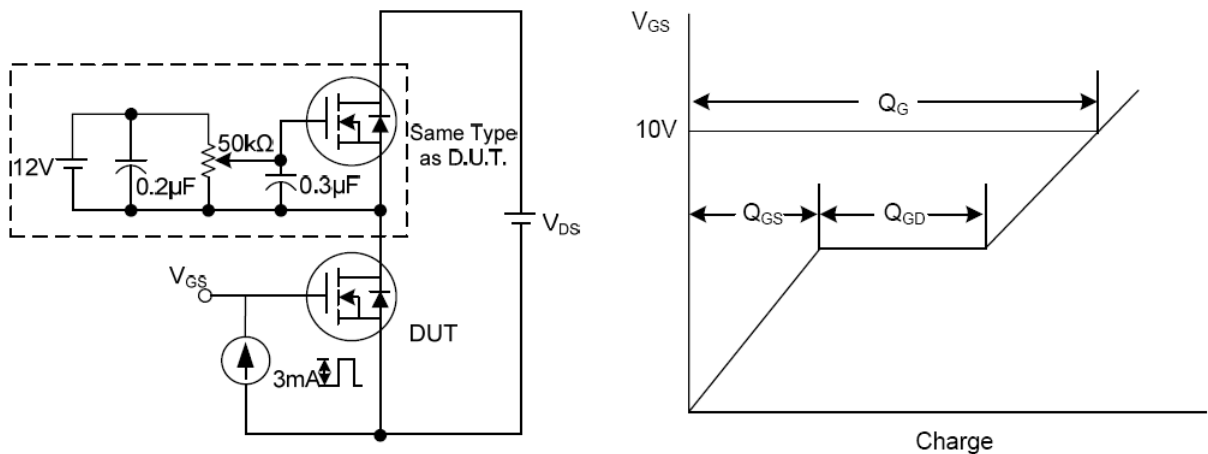 12V
0.2µF
50kΩ
0.3µF
Same Type
as D.U.T.
V_DS
V_GS
DUT
3mA
V_GS
10V
Q_G
Q_GS
Q_GD
Charge